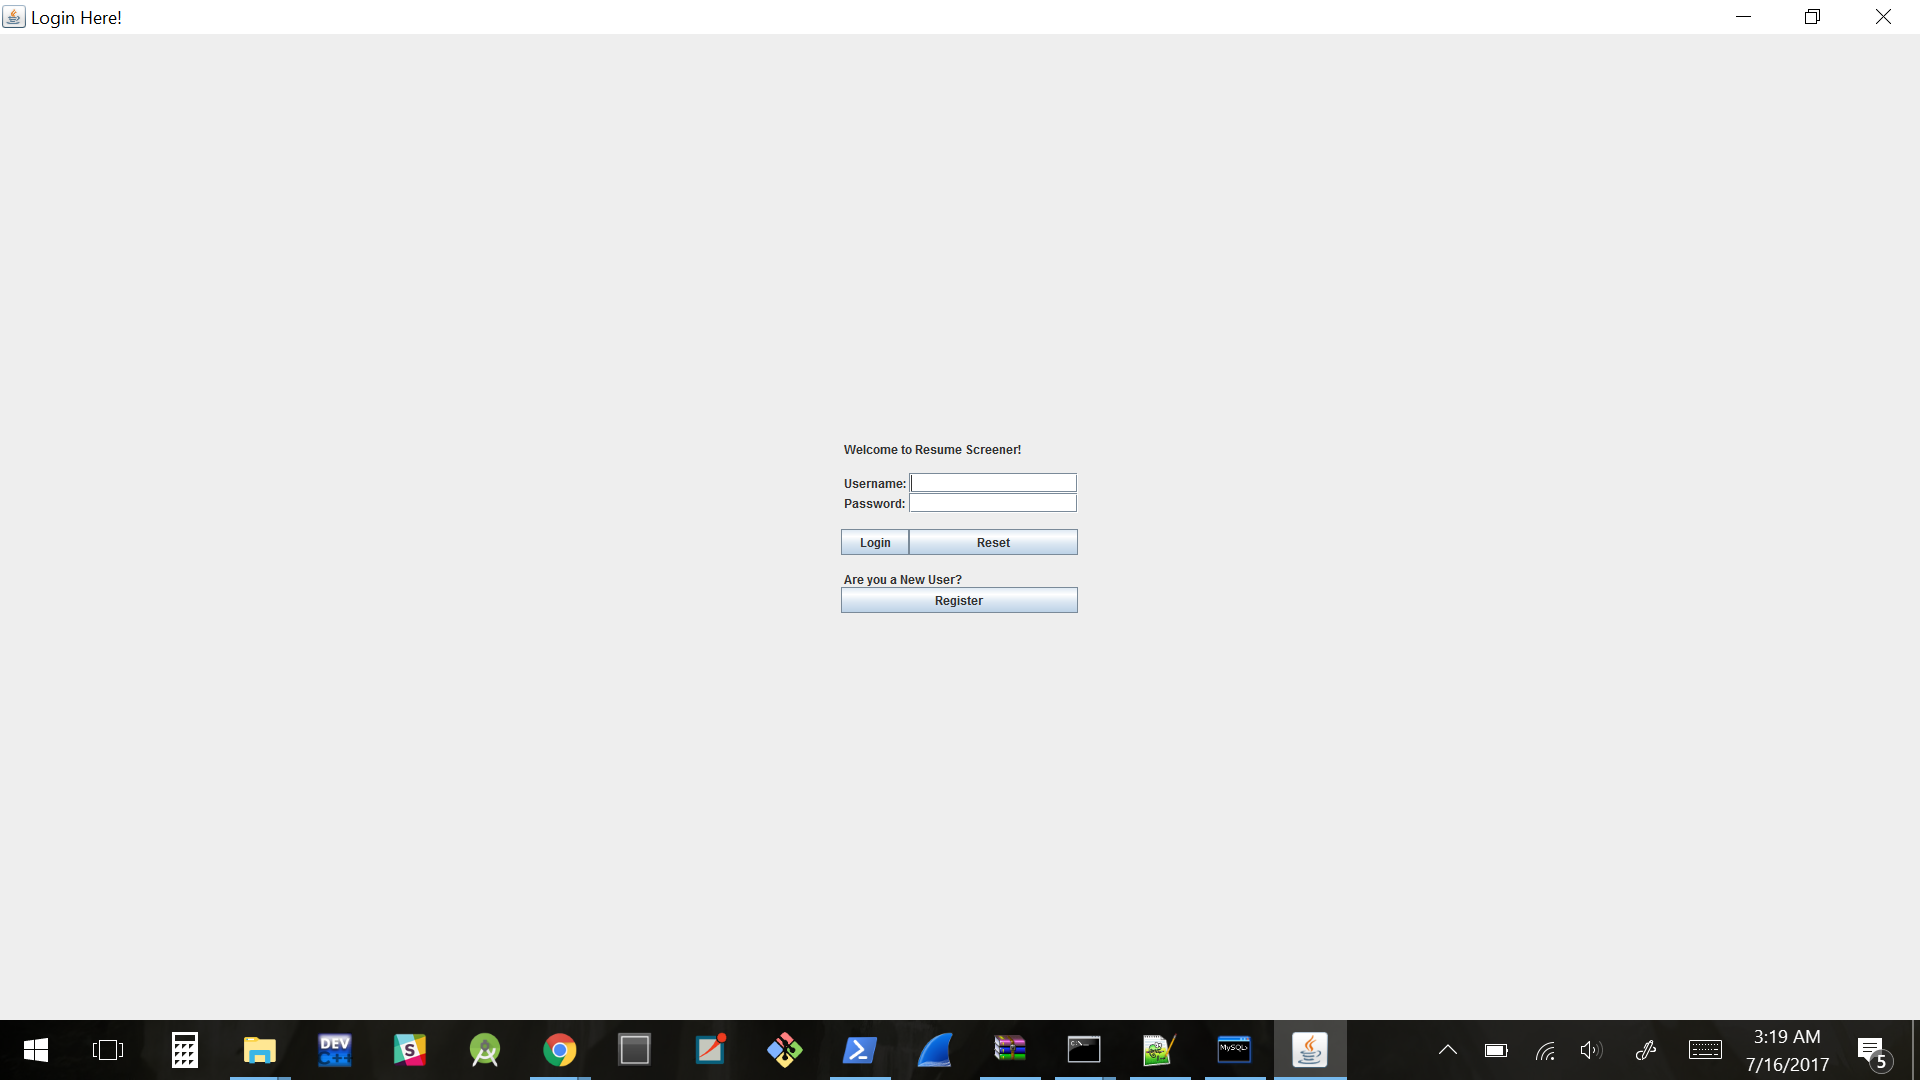 Login Here!
Welcome to Resume Screener!
Username:
Password:
Login Reset
Are you a New User?
Register
DEV
C++
S
C:\
MySQL
3:19 AM
7/16/2017
5